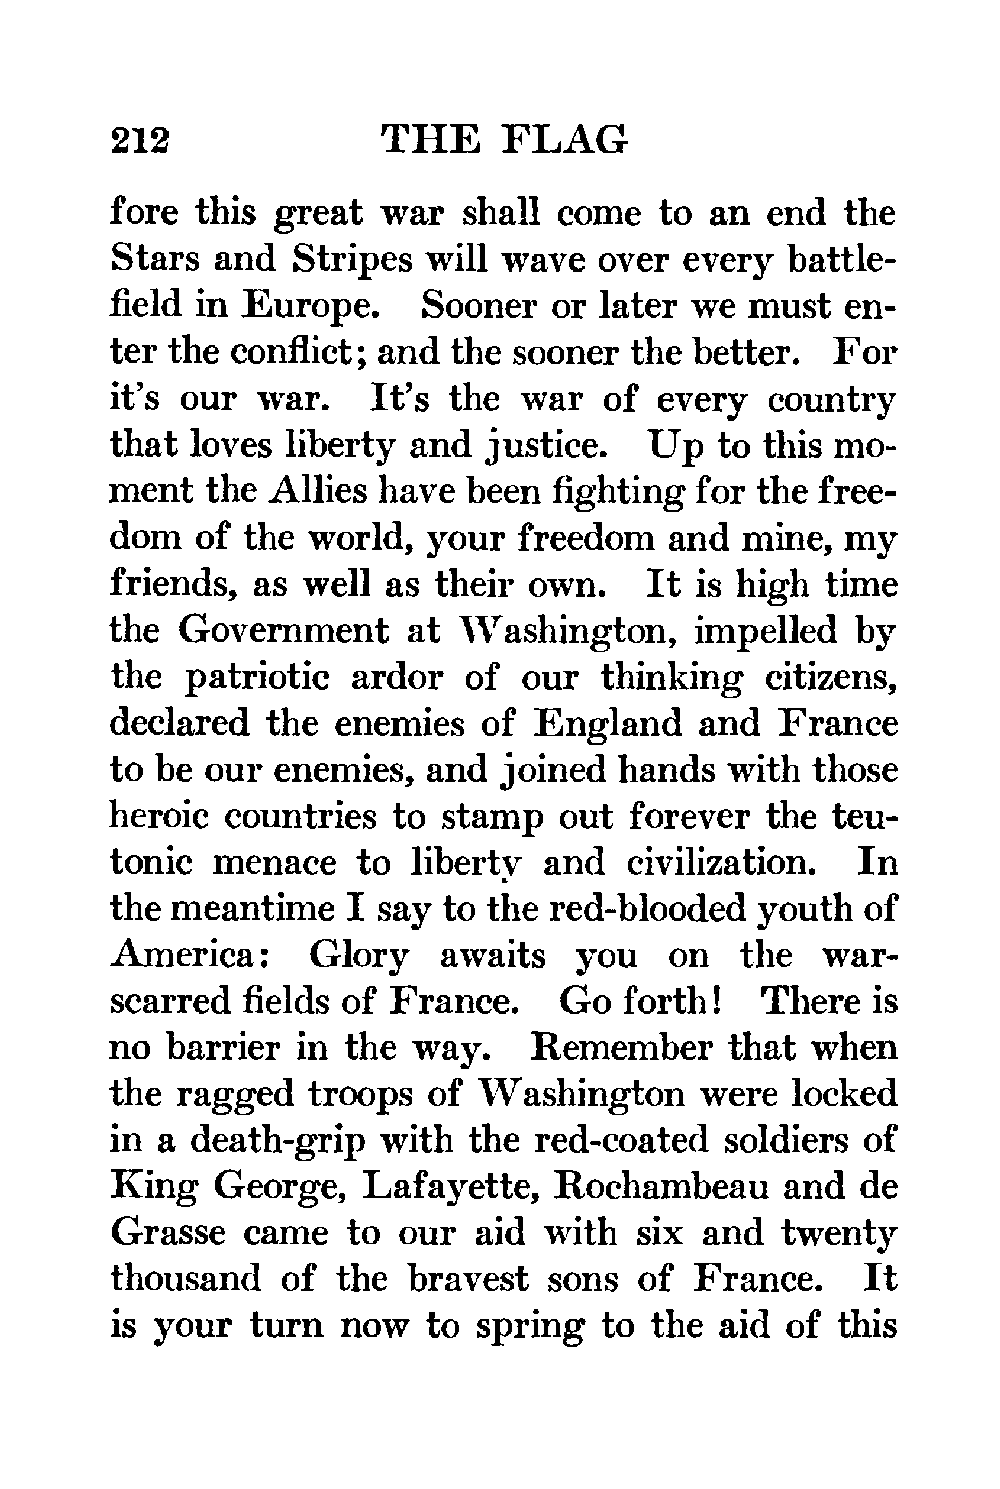 212 THE FLAG
fore this great war shall come to an end the
Stars and Stripes will wave over every battle-
field in Europe. Sooner or later we must en-
ter the conflict; and the sooner the better. For
it's our war. It's the war of every country
that loves liberty and justice. Up to this mo-
ment the Allies have been fighting for the free-
dom of the world, your freedom and mine, my
friends, as well as their own. It is high time
the Government at Washington, impelled by
the patriotic ardor of our thinking citizens,
declared the enemies of England and France
to be our enemies, and joined hands with those
heroic countries to stamp out forever the teu-
tonic menace to liberty and civilization. In
the meantime I say to the red-blooded youth of
America: Glory awaits you on the war-
scarred fields of France. Go forth! There is
no barrier in the way. Remember that when
the ragged troops of Washington were locked
in a death-grip with the red-coated soldiers of
King George, Lafayette, Rochambeau and de
Grasse came to our aid with six and twenty
thousand of the bravest sons of France. It
is your turn now to spring to the aid of this